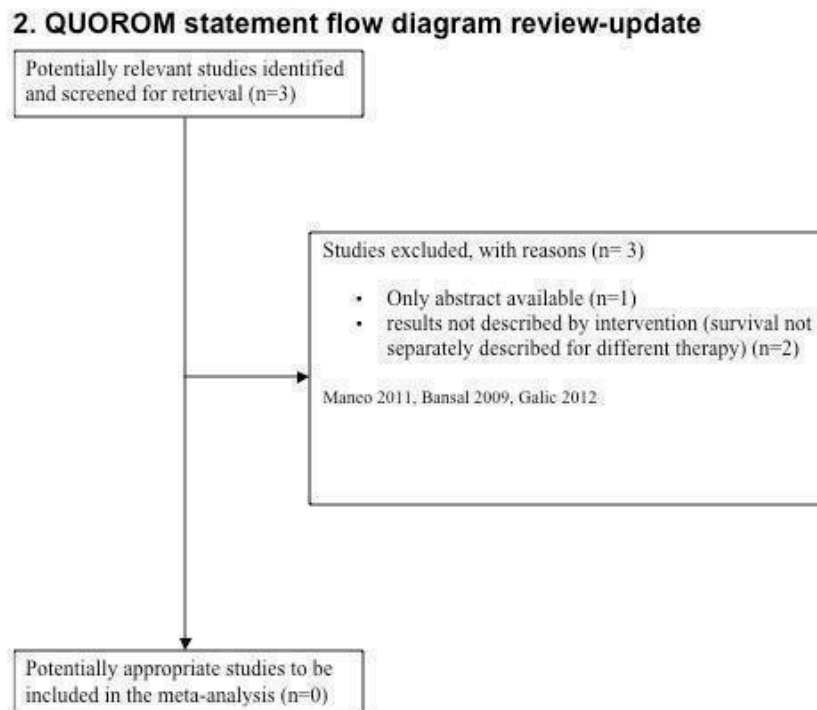 2. QUOROM statement flow diagram review-update
Potentially relevant studies identified
and screened for retrieval (n=3)
Studies excluded, with reasons (n= 3)
• Only abstract available (n=1)
• results not described by intervention (survival not
separately described for different therapy) (n=2)
Maneo 2011, Bansal 2009, Galic 2012
Potentially appropriate studies to be
included in the meta-analysis (n=0)